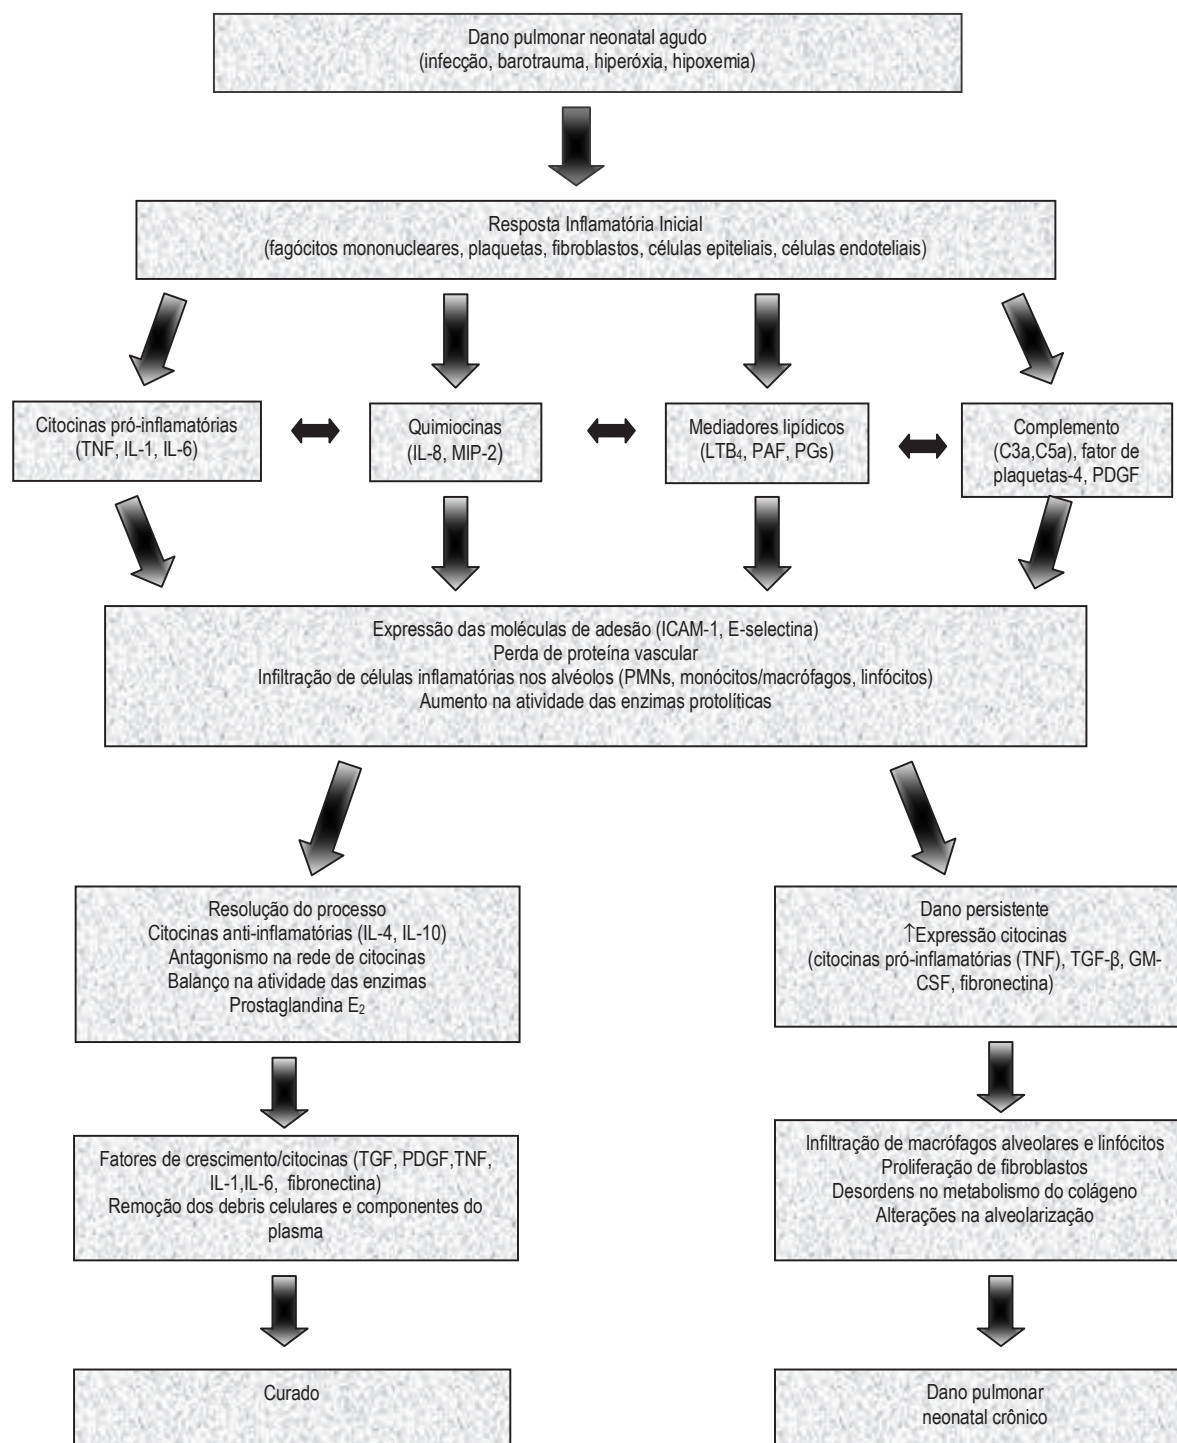 Dano pulmonar neonatal agudo
(infecção, barotrauma, hiperóxia, hipoxemia)
Resposta Inflamatória Inicial
(fagócitos mononucleares, plaquetas, fibroblastos, células epiteliais, células endoteliais)
Citocinas pró-inflamatórias
(TNF, IL-1, IL-6)
Quimiocinas
(IL-8, MIP-2)
Mediadores lipídicos
(LTB₄, PAF, PGs)
Complemento
(C3a,C5a), fator de
plaquetas-4, PDGF
Expressão das moléculas de adesão (ICAM-1, E-selectina)
Perda de proteína vascular
Infiltração de células inflamatórias nos alvéolos (PMNs, monócitos/macrófagos, linfócitos)
Aumento na atividade das enzimas protolíticas
Resolução do processo
Citocinas anti-inflamatórias (IL-4, IL-10)
Antagonismo na rede de citocinas
Balanço na atividade das enzimas
Prostaglandina E₂
Dano persistente
↑Expressão citocinas
(citocinas pró-inflamatórias (TNF), TGF-β, GM-
CSF, fibronectina)
Fatores de crescimento/citocinas (TGF, PDGF,TNF,
IL-1,IL-6, fibronectina)
Remoção dos debris celulares e componentes do
plasma
Infiltração de macrófagos alveolares e linfócitos
Proliferação de fibroblastos
Desordens no metabolismo do colágeno
Alterações na alveolarização
Curado
Dano pulmonar
neonatal crônico